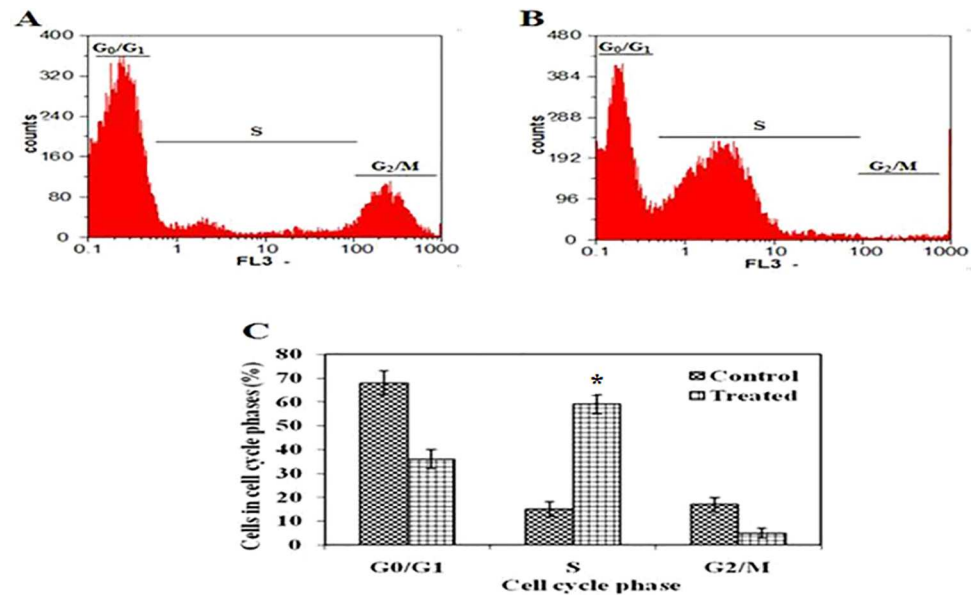 A
400
320
240
160
80
0
counts
G₀/G₁
S
G₂/M
0.1 1 10 100 1000
FL3 -
B
480
384
288
192
96
0
counts
G₀/G₁
S
G₂/M
0.1 1 10 100 1000
FL3 -
C
80
70
60
50
40
30
20
10
0
Cells in cell cycle phases (%)
*
Control
Treated
G0/G1 S G2/M
Cell cycle phase